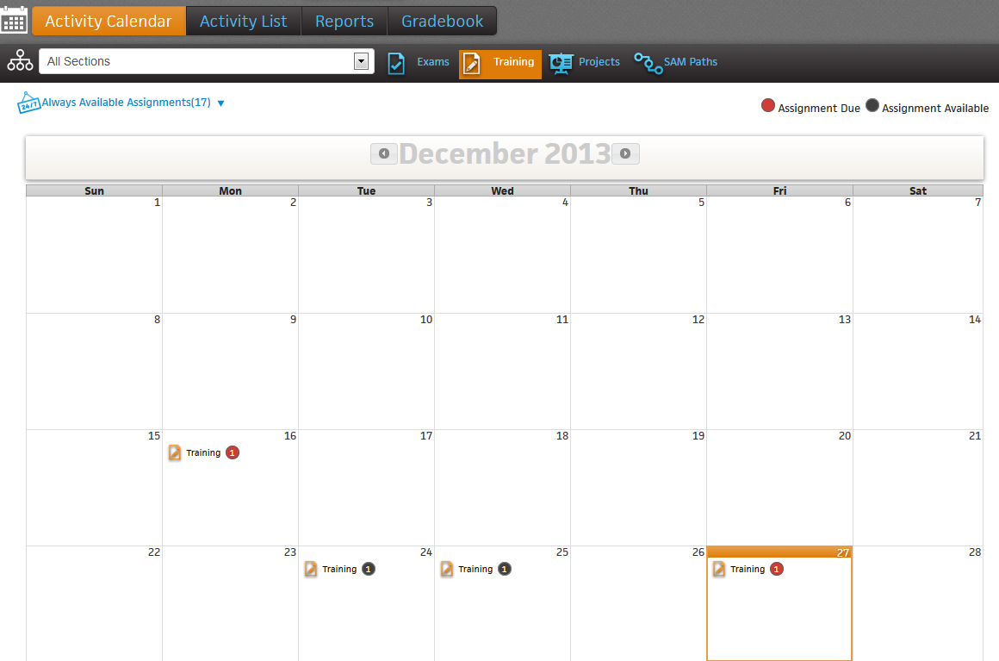 Activity Calendar Activity List Reports Gradebook
All Sections Exams Training Projects SAM Paths
24/7 Always Available Assignments(17) Assignment Due Assignment Available
December 2013
Sun Mon Tue Wed Thu Fri Sat
1 2 3 4 5 6 7
8 9 10 11 12 13 14
15 16 17 18 19 20 21
Training 1
22 23 24 25 26 27 28
Training 1 Training 1 Training 1